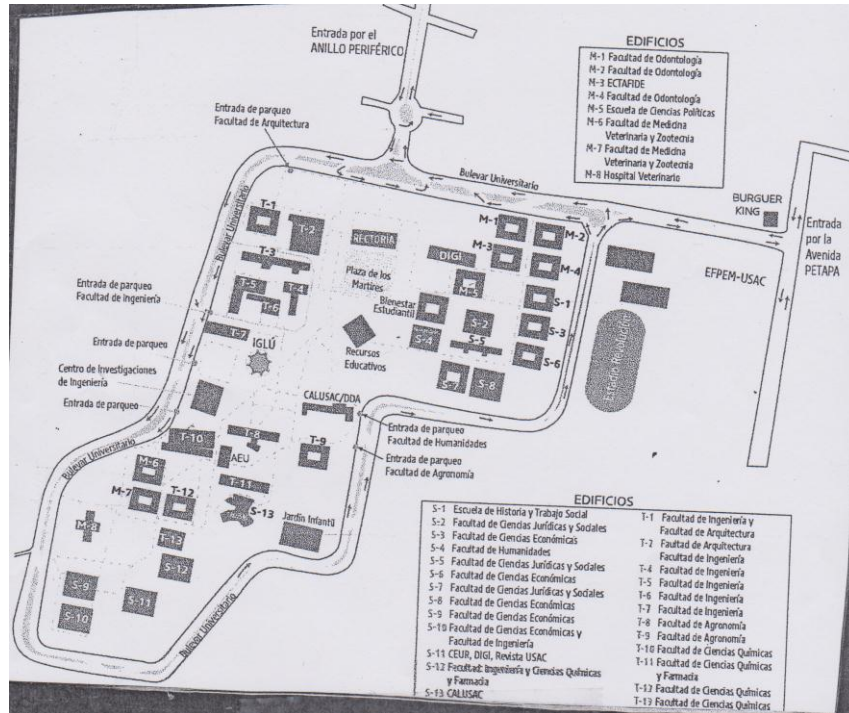 Entrada por el
ANILLO PERIFÉRICO
EDIFICIOS
M-1 Facultad de Odontología
M-2 Facultad de Odontología
M-3 ECTAFIDE
M-4 Facultad de Odontología
M-5 Escuela de Ciencias Políticas
M-6 Facultad de Medicina
Veterinaria y Zootecnia
M-7 Facultad de Medicina
Veterinaria y Zootecnia
M-8 Hospital Veterinario
Entrada de parqueo
Facultad de Arquitectura
Bulevar Universitario
BURGUER
KING
Entrada
por la
Avenida
PETAPA
EFPEM-USAC
Bulevar Universitario
T-1
T-2
RECTORIA
M-1
M-2
T-3
Plaza de los
Martires
DIGI
M-3
M-4
T-5
T-4
T-6
Entrada de parqueo
Facultad de Ingeniería
Bienestar
Estudiantil
S-1
S-2
S-3
T-7
IGLÚ
S-4
S-5
Entrada de parqueo
Recursos
Educativos
S-6
Centro de Investigaciones
de Ingeniería
S-7
S-8
CALUSAC/DDA
Entrada de parqueo
Entrada de parqueo
Facultad de Humanidades
T-10
T-8
T-9
AEU
Entrada de parqueo
Facultad de Agronomía
Bulevar Universitario
M-6
M-7
T-12
T-11
S-13
Jardín Infantil
T-13
S-12
S-9
S-11
S-10
Bulevar Universitario
EDIFICIOS
S-1 Escuela de Historia y Trabajo Social
S-2 Facultad de Ciencias Jurídicas y Sociales
S-3 Facultad de Ciencias Económicas
S-4 Facultad de Humanidades
S-5 Facultad de Ciencias Jurídicas y Sociales
S-6 Facultad de Ciencias Económicas
S-7 Facultad de Ciencias Jurídicas y Sociales
S-8 Facultad de Ciencias Económicas
S-9 Facultad de Ciencias Económicas
S-10 Facultad de Ciencias Económicas y
Facultad de Ingeniería
S-11 CEUR, DIGI, Revista USAC
S-12 Facultad: Ingeniería y Ciencias Químicas
y Farmacia
S-13 CALUSAC
T-1 Facultad de Ingeniería y
Facultad de Arquitectura
T-2 Faultad de Arquitectura
Facultad de Ingeniería
T-4 Facultad de Ingeniería
T-5 Facultad de Ingeniería
T-6 Facultad de Ingeniería
T-7 Facultad de Ingeniería
T-8 Facultad de Agronomía
T-9 Facultad de Agronomía
T-10 Facultad de Ciencias Químicas
T-11 Facultad de Ciencias Químicas
y Farmacia
T-12 Facultad de Ciencias Químicas
T-13 Facultad de Ciencias Químicas